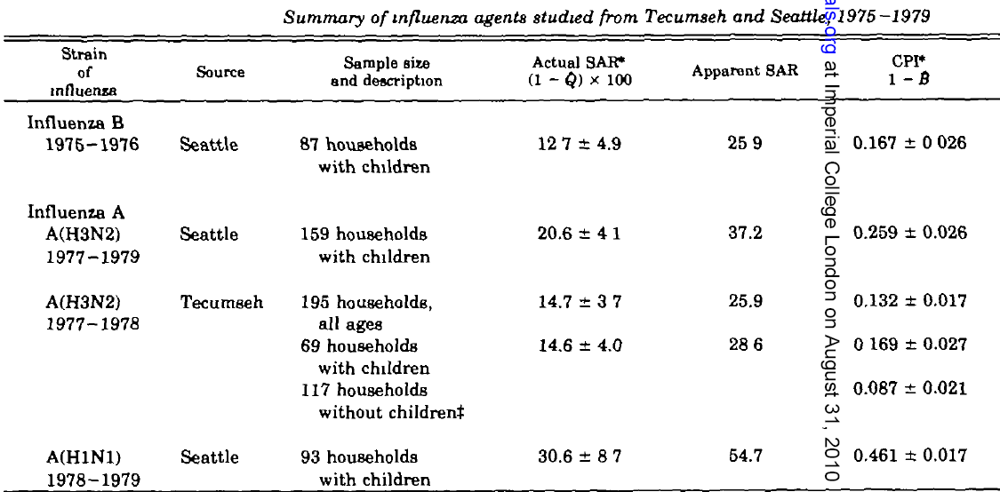 Summary of influenza agents studied from Tecumseh and Seattle, 1975–1979
Strain of influenza Source Sample size and description Actual SAR* (1 − Q̂) × 100 Apparent SAR CPI* 1 − B̂
Influenza B
1975–1976 Seattle 87 households 12 7 ± 4.9 25 9 0.167 ± 0 026
with children
Influenza A
A(H3N2) Seattle 159 households 20.6 ± 4 1 37.2 0.259 ± 0.026
1977–1979 with children
A(H3N2) Tecumseh 195 households, 14.7 ± 3 7 25.9 0.132 ± 0.017
1977–1978 all ages
69 households 14.6 ± 4.0 28 6 0 169 ± 0.027
with children
117 households 0.087 ± 0.021
without children‡
A(H1N1) Seattle 93 households 30.6 ± 8 7 54.7 0.461 ± 0.017
1978–1979 with children
als.org at Imperial College London on August 31, 2010